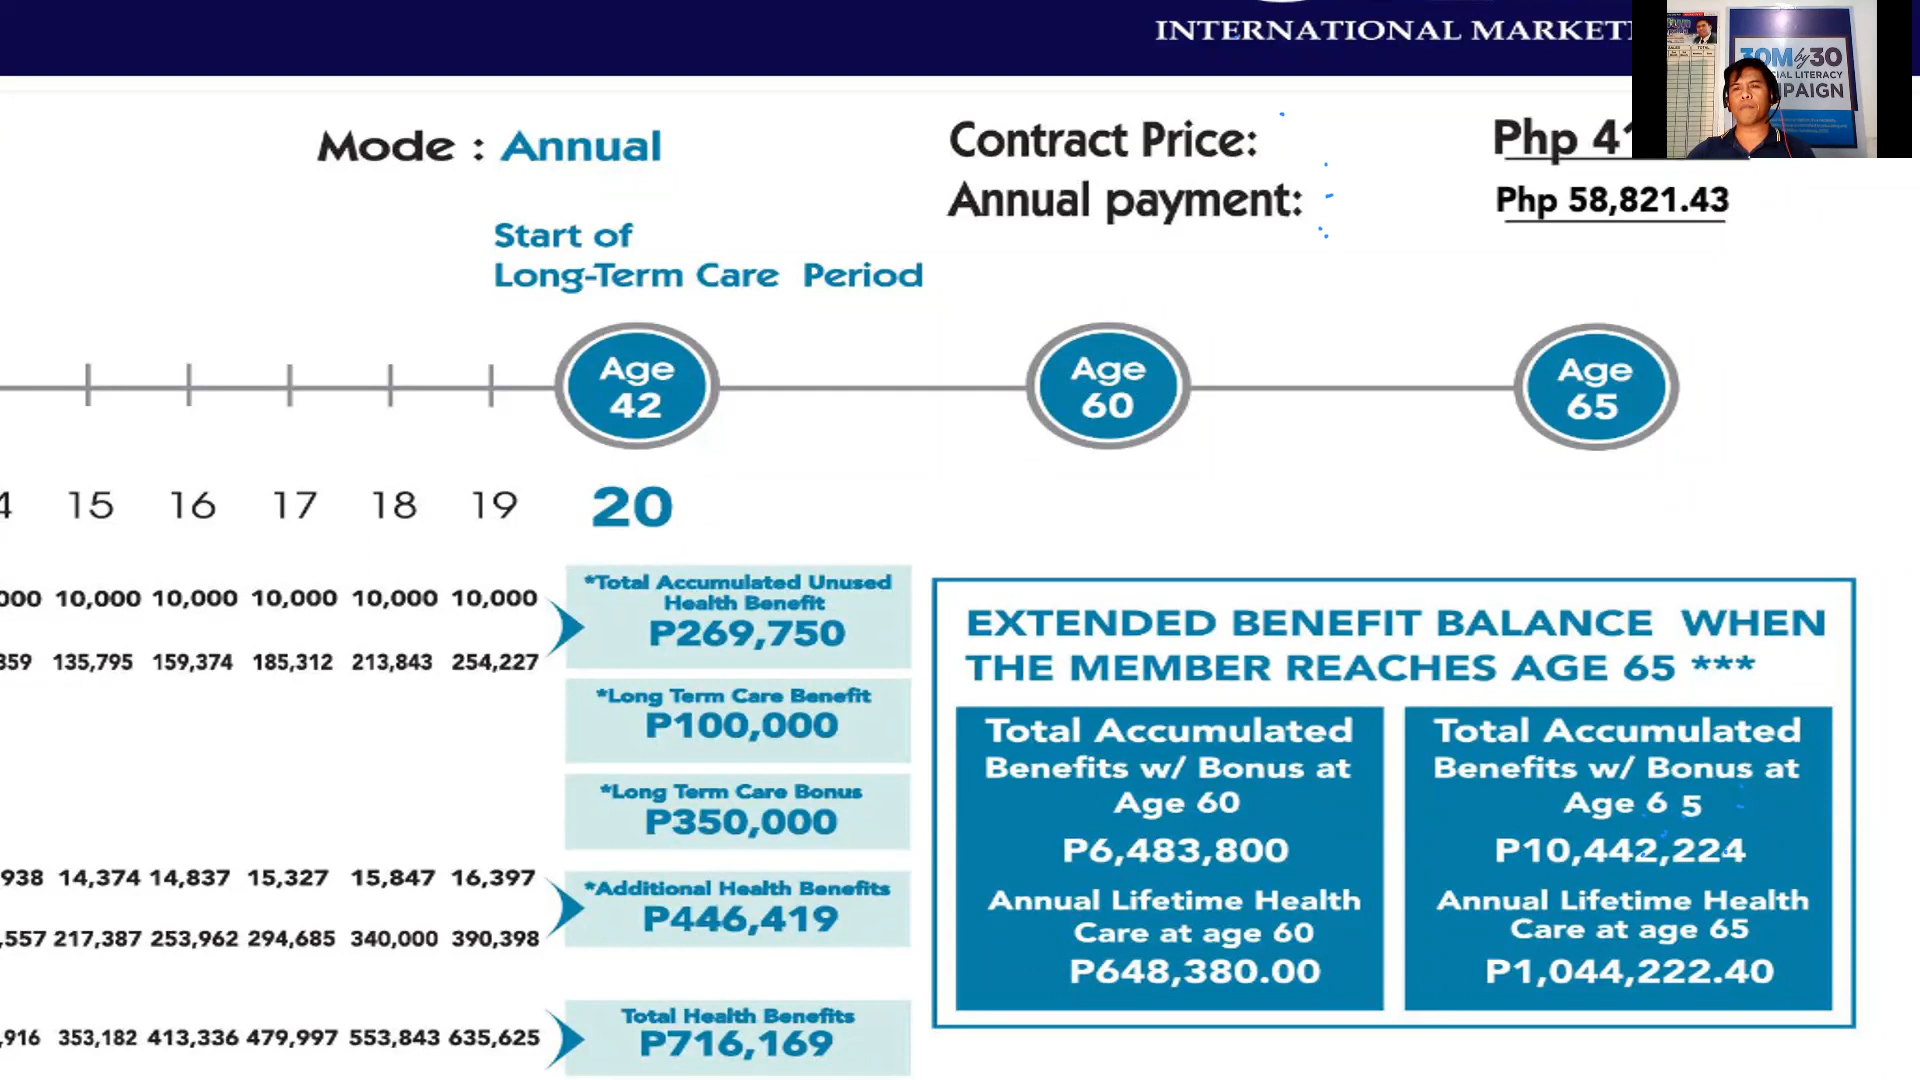 INTERNATIONAL
Mode : Annual
Contract Price:
Php
Annual payment:
Php 58,821.43
Start of
Long-Term Care Period
Age
42
Age
60
Age
65
15 16 17 18 19 20
10,000 10,000 10,000 10,000 10,000
135,795 159,374 185,312 213,843 254,227
*Total Accumulated Unused
Health Benefit
P269,750
*Long Term Care Benefit
P100,000
*Long Term Care Bonus
P350,000
14,374 14,837 15,327 15,847 16,397
217,387 253,962 294,685 340,000 390,398
*Additional Health Benefits
P446,419
353,182 413,336 479,997 553,843 635,625
Total Health Benefits
P716,169
EXTENDED BENEFIT BALANCE WHEN
THE MEMBER REACHES AGE 65 ***
Total Accumulated
Benefits w/ Bonus at
Age 60
P6,483,800
Annual Lifetime Health
Care at age 60
P648,380.00
Total Accumulated
Benefits w/ Bonus at
Age 6 5
P10,442,224
Annual Lifetime Health
Care at age 65
P1,044,222.40
30M by 30
LITERACY